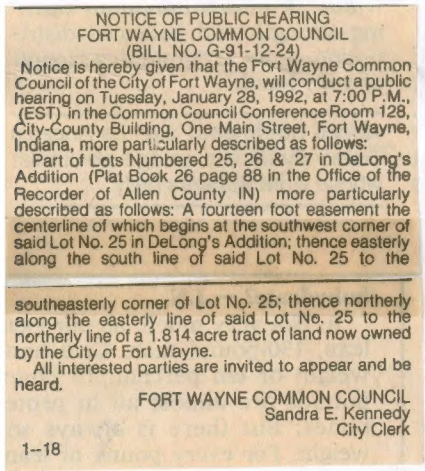 NOTICE OF PUBLIC HEARING
FORT WAYNE COMMON COUNCIL
(BILL NO. G-91-12-24)
Notice is hereby given that the Fort Wayne Common
Council of the City of Fort Wayne, will conduct a public
hearing on Tuesday, January 28, 1992, at 7:00 P.M.,
(EST) in the Common Council Conference Room 128,
City-County Building, One Main Street, Fort Wayne,
Indiana, more particularly described as follows:
Part of Lots Numbered 25, 26 & 27 in DeLong's
Addition (Plat Book 26 page 88 in the Office of the
Recorder of Allen County IN) more particularly
described as follows: A fourteen foot easement the
centerline of which begins at the southwest corner of
said Lot No. 25 in DeLong's Addition; thence easterly
along the south line of said Lot No. 25 to the
southeasterly corner of Lot No. 25; thence northerly
along the easterly line of said Lot No. 25 to the
northerly line of a 1.814 acre tract of land now owned
by the City of Fort Wayne.
All interested parties are invited to appear and be
heard.
FORT WAYNE COMMON COUNCIL
Sandra E. Kennedy
City Clerk
1--18